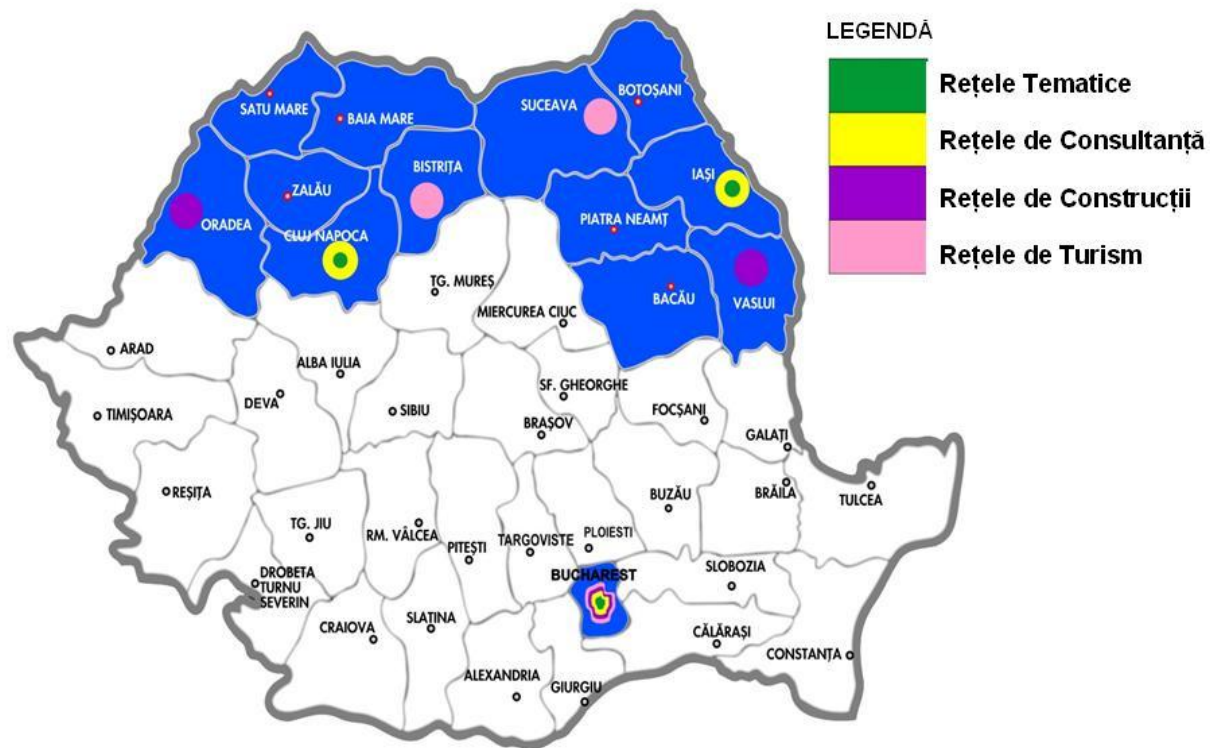 LEGENDĂ
Rețele Tematice
Rețele de Consultanță
Rețele de Construcții
Rețele de Turism
SATU MARE
BAIA MARE
SUCEAVA
BOTOȘANI
BISTRIȚA
IAȘI
ZALĂU
ORADEA
CLUJ NAPOCA
PIATRA NEAMȚ
TG. MUREȘ
MIERCUREA CIUC
BACĂU
VASLUI
ARAD
ALBA IULIA
DEVA
SIBIU
SF. GHEORGHE
BRAȘOV
FOCȘANI
TIMIȘOARA
GALAȚI
REȘIȚA
BUZĂU
BRĂILA
TULCEA
TG. JIU
RM. VÂLCEA
PITEȘTI
TARGOVISTE
PLOIESTI
BUCHAREST
SLOBOZIA
DROBETA
TURNU
SEVERIN
CRAIOVA
SLATINA
CĂLĂRAȘI
CONSTANȚA
ALEXANDRIA
GIURGIU